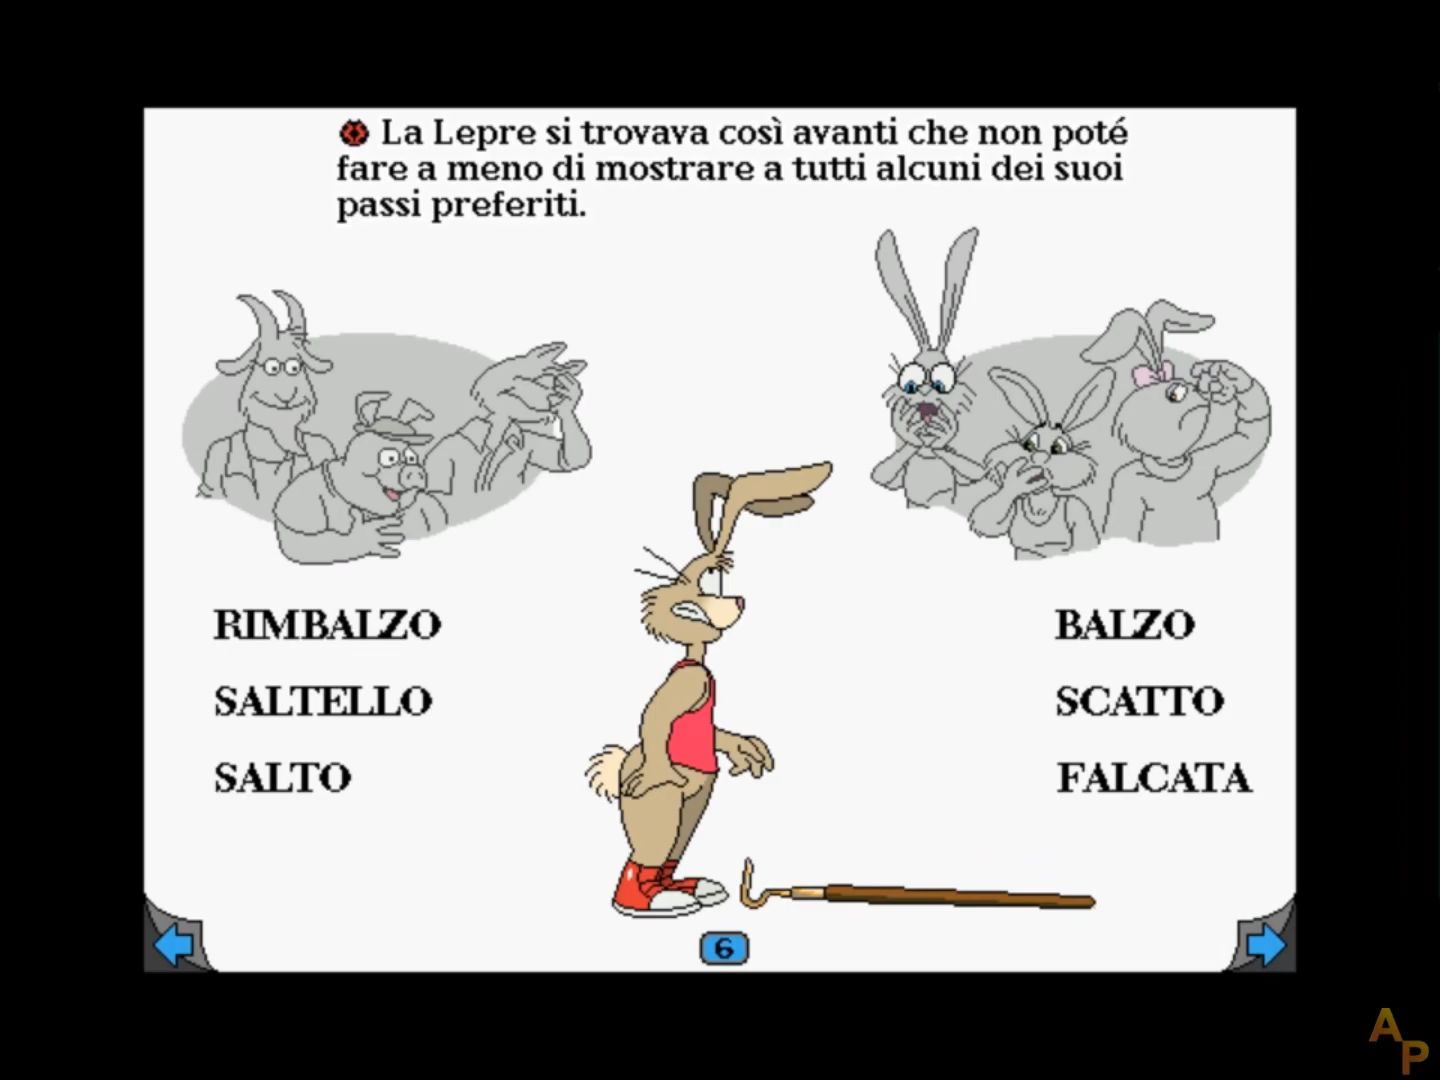 La Lepre si trovava così avanti che non poté
fare a meno di mostrare a tutti alcuni dei suoi
passi preferiti.
RIMBALZO
SALTELLO
SALTO
BALZO
SCATTO
FALCATA
6
AP